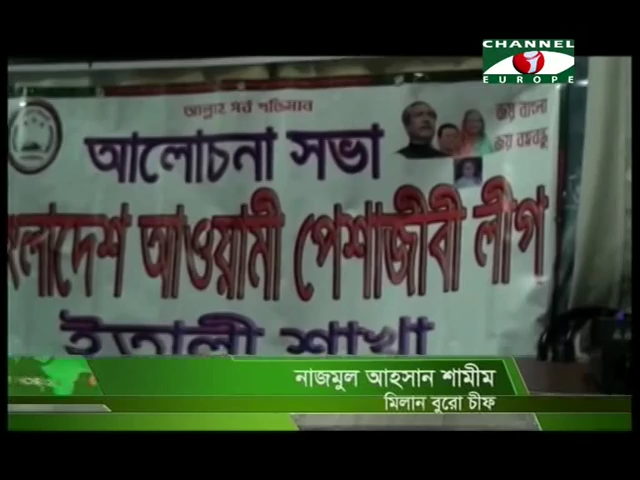 CHANNEL
i
EUROPE
আল্লাহ সর্ব শক্তিমান
জয় বাংলা
জয় বঙ্গবন্ধু
আলোচনা সভা
বাংলাদেশ আওয়ামী পেশাজীবী লীগ
ইতালী শাখা
নাজমুল আহসান শামীম
মিলান বুরো চীফ